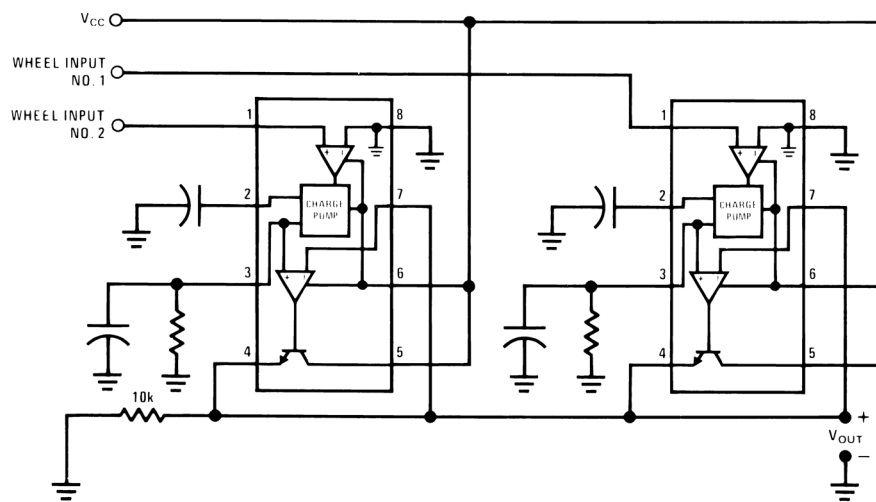 VCC
WHEEL INPUT
NO. 1
WHEEL INPUT
NO. 2
1
8
2
CHARGE
PUMP
7
3
6
4
5
1
8
2
CHARGE
PUMP
7
3
6
4
5
10k
+
VOUT
−